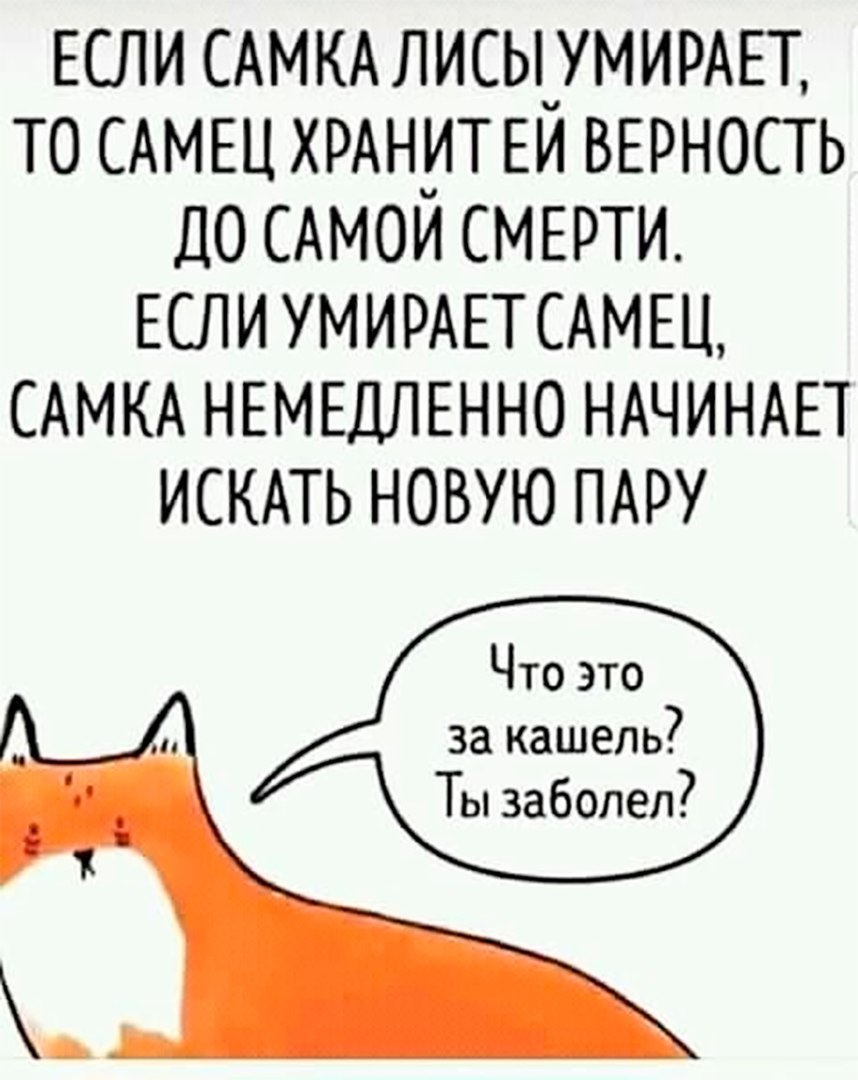 ЕСЛИ САМКА ЛИСЫ УМИРАЕТ,
ТО САМЕЦ ХРАНИТ ЕЙ ВЕРНОСТЬ
ДО САМОЙ СМЕРТИ.
ЕСЛИ УМИРАЕТ САМЕЦ,
САМКА НЕМЕДЛЕННО НАЧИНАЕТ
ИСКАТЬ НОВУЮ ПАРУ
Что это
за кашель?
Ты заболел?